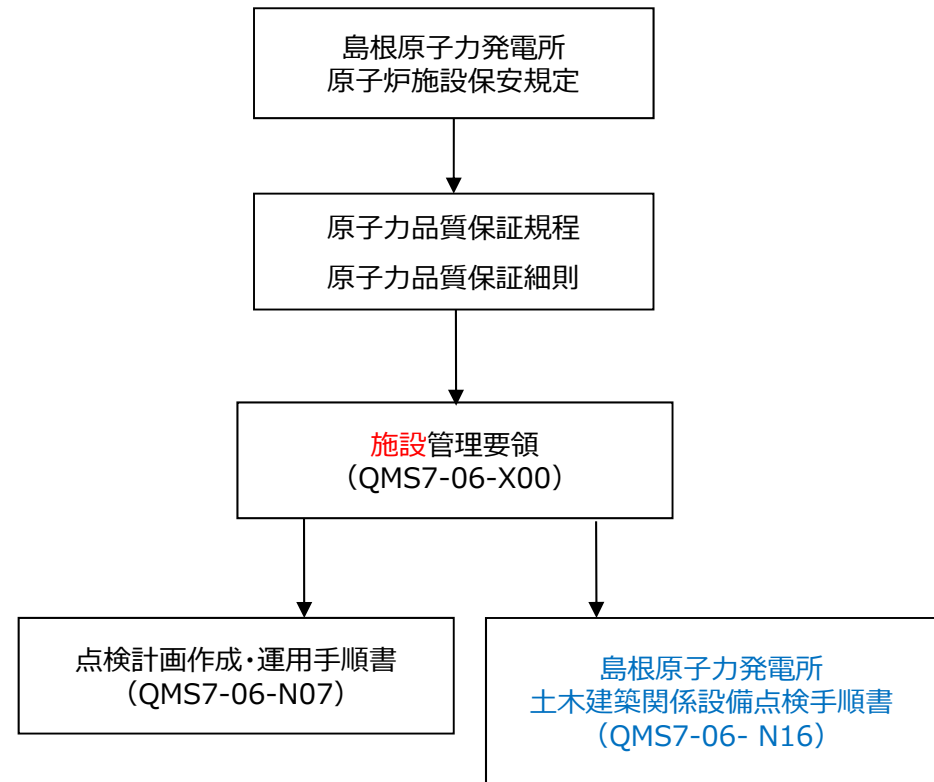 島根原子力発電所
原子炉施設保安規定
原子力品質保証規程
原子力品質保証細則
施設管理要領
（QMS7-06-X00）
点検計画作成・運用手順書
（QMS7-06-N07）
島根原子力発電所
土木建築関係設備点検手順書
（QMS7-06- N16）